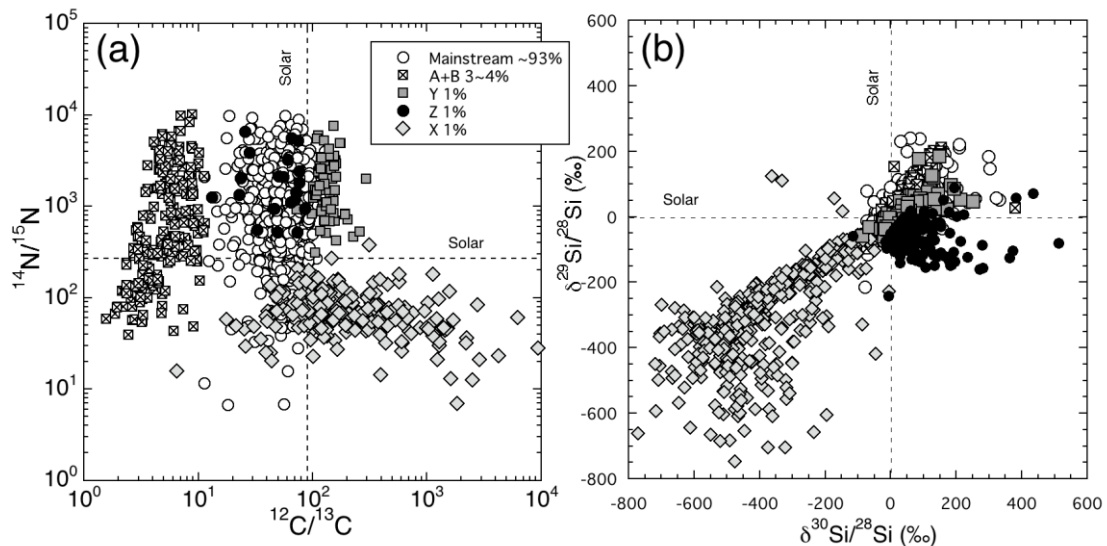 (a)
10⁵
10⁴
10³
10²
10¹
10⁰
¹⁴N/¹⁵N
10⁰
10¹
10²
10³
10⁴
¹²C/¹³C
Solar
Solar
Mainstream ~93%
A+B 3~4%
Y 1%
Z 1%
X 1%
(b)
600
400
200
0
-200
-400
-600
-800
δ²⁹Si/²⁸Si (‰)
Solar
Solar
-800
-600
-400
-200
0
200
400
600
δ³⁰Si/²⁸Si (‰)